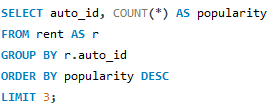 SELECT auto_id, COUNT(*) AS popularity
FROM rent AS r
GROUP BY r.auto_id
ORDER BY popularity DESC
LIMIT 3;